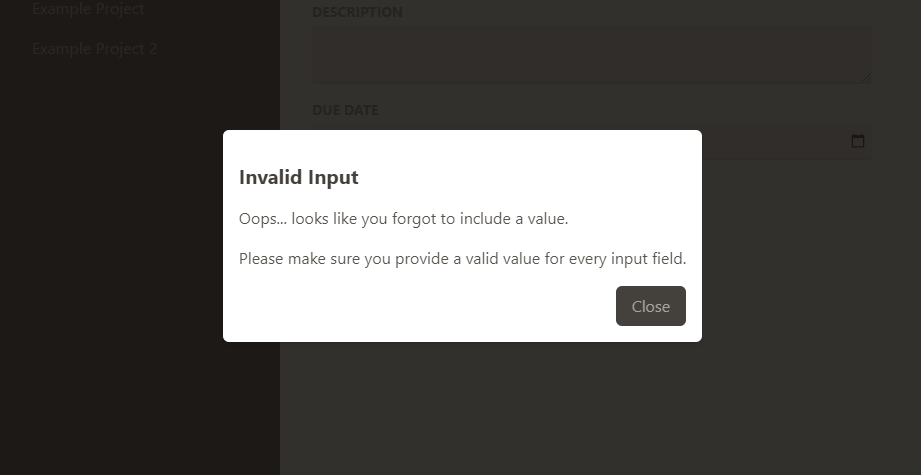 Example Project
Example Project 2
DESCRIPTION
DUE DATE
Invalid Input
Oops... looks like you forgot to include a value.
Please make sure you provide a valid value for every input field.
Close